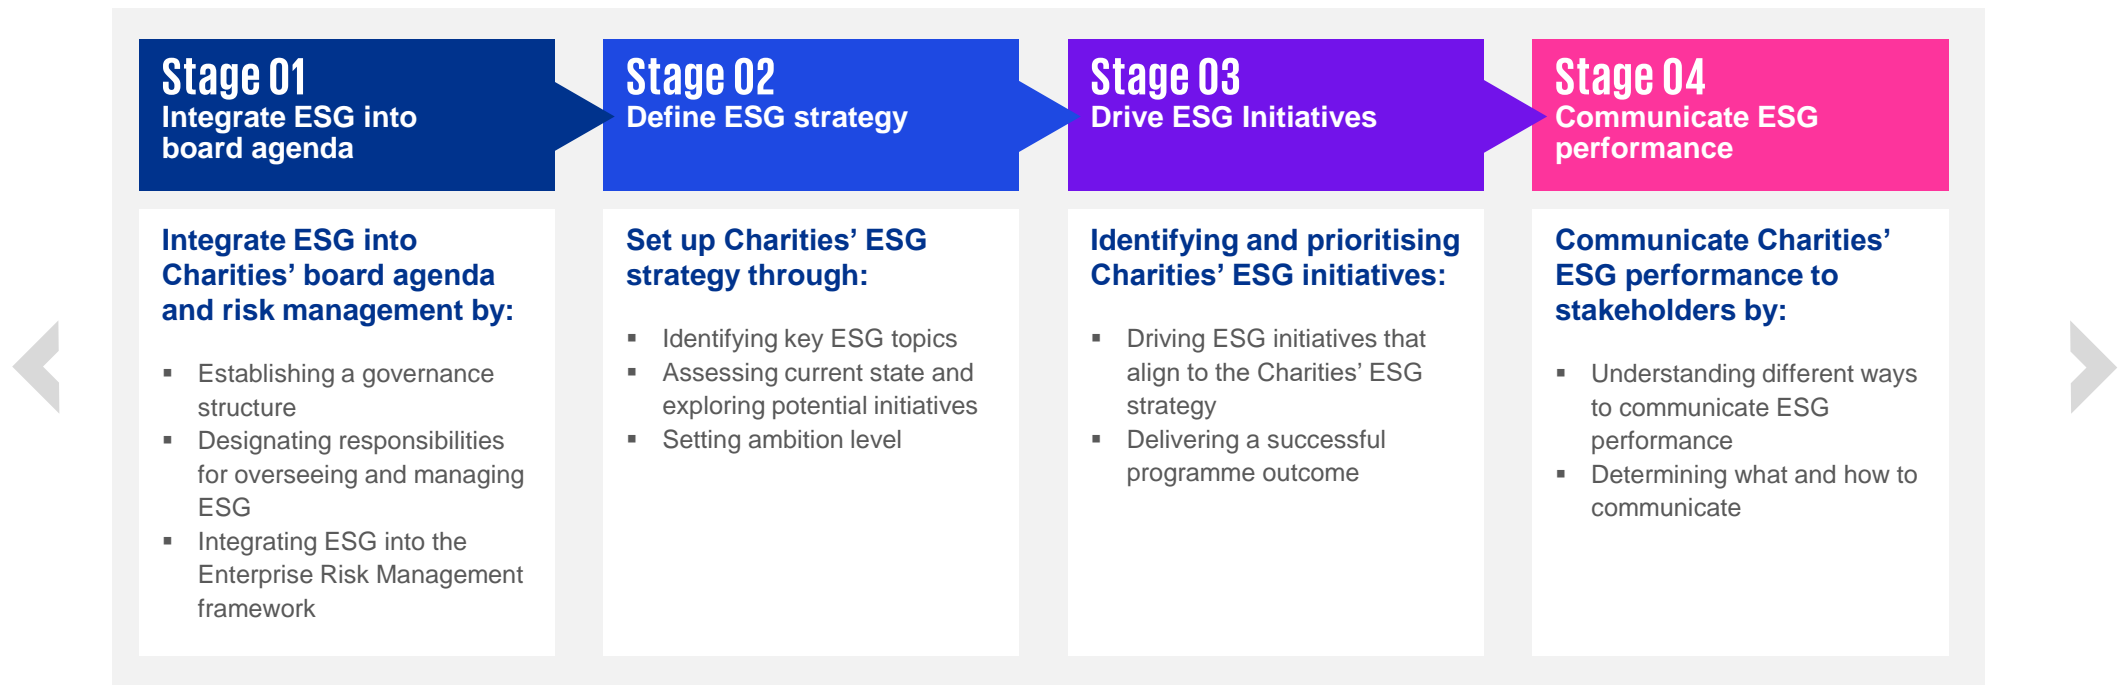 Stage 01
Integrate ESG into
board agenda
Integrate ESG into
Charities’ board agenda
and risk management by:
▪ Establishing a governance
structure
▪ Designating responsibilities
for overseeing and managing
ESG
▪ Integrating ESG into the
Enterprise Risk Management
framework
Stage 02
Define ESG strategy
Set up Charities’ ESG
strategy through:
▪ Identifying key ESG topics
▪ Assessing current state and
exploring potential initiatives
▪ Setting ambition level
Stage 03
Drive ESG Initiatives
Identifying and prioritising
Charities’ ESG initiatives:
▪ Driving ESG initiatives that
align to the Charities’ ESG
strategy
▪ Delivering a successful
programme outcome
Stage 04
Communicate ESG
performance
Communicate Charities’
ESG performance to
stakeholders by:
▪ Understanding different ways
to communicate ESG
performance
▪ Determining what and how to
communicate